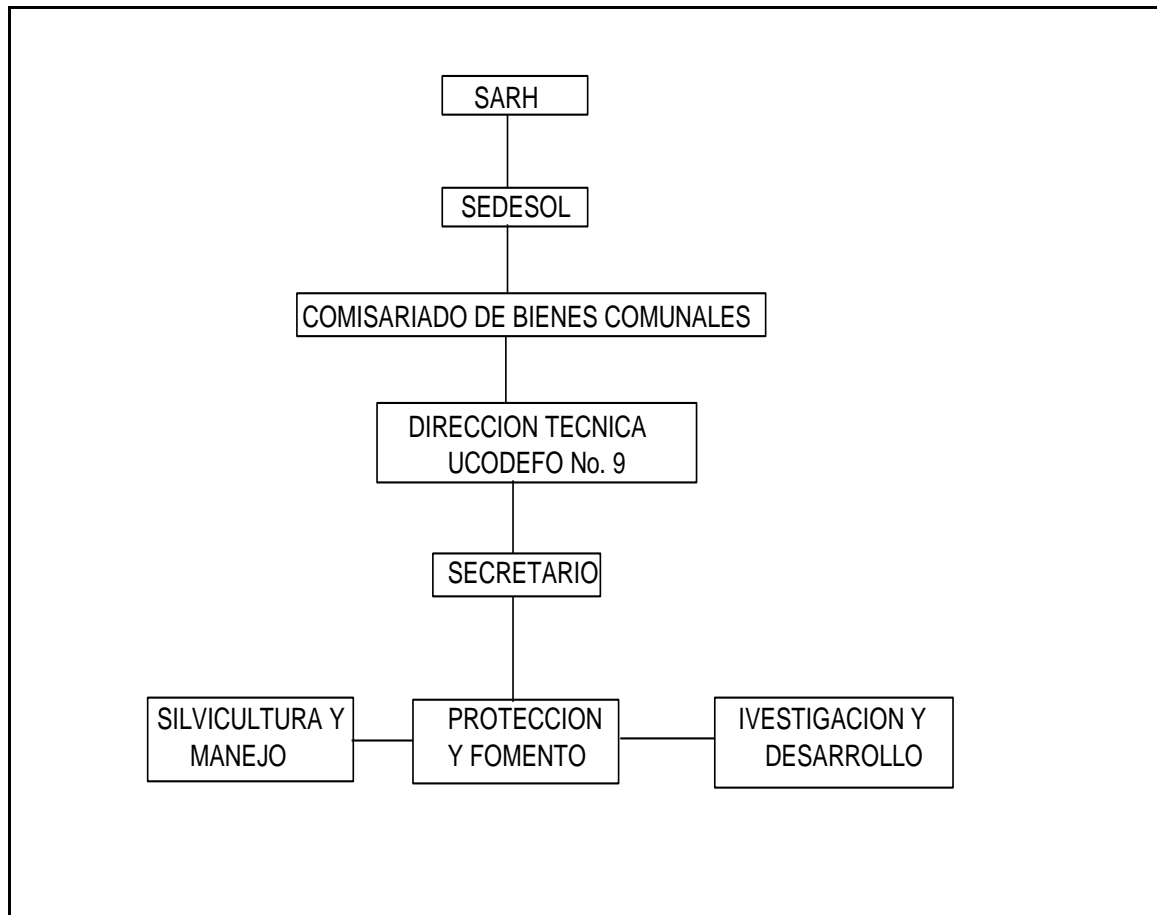 SARH
SEDESOL
COMISARIADO DE BIENES COMUNALES
DIRECCION TECNICA
UCODEFO No. 9
SECRETARIO
SILVICULTURA Y
MANEJO
PROTECCION
Y FOMENTO
IVESTIGACION Y
DESARROLLO